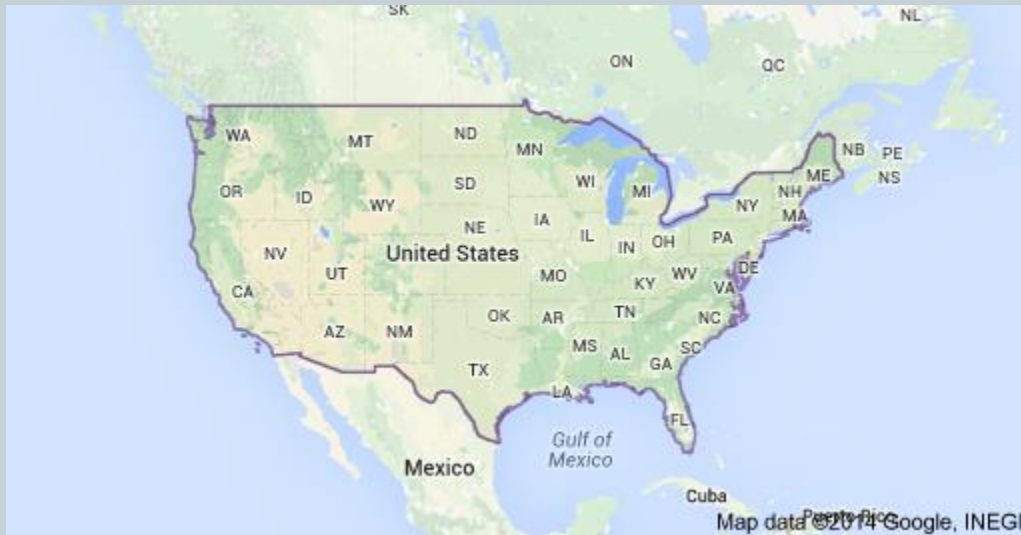 SK
NL
ON
QC
WA
MT
ND
MN
NB
PE
OR
ID
SD
WI
MI
ME
NS
WY
NH
NY
MA
NE
IA
IL
IN
OH
PA
NV
United States
UT
MO
KY
WV
DE
CA
VA
OK
AR
TN
NC
AZ
NM
MS
AL
SC
TX
GA
LA
FL
Gulf of
Mexico
Mexico
Cuba
Puerto Rico
Map data ©2014 Google, INEGI